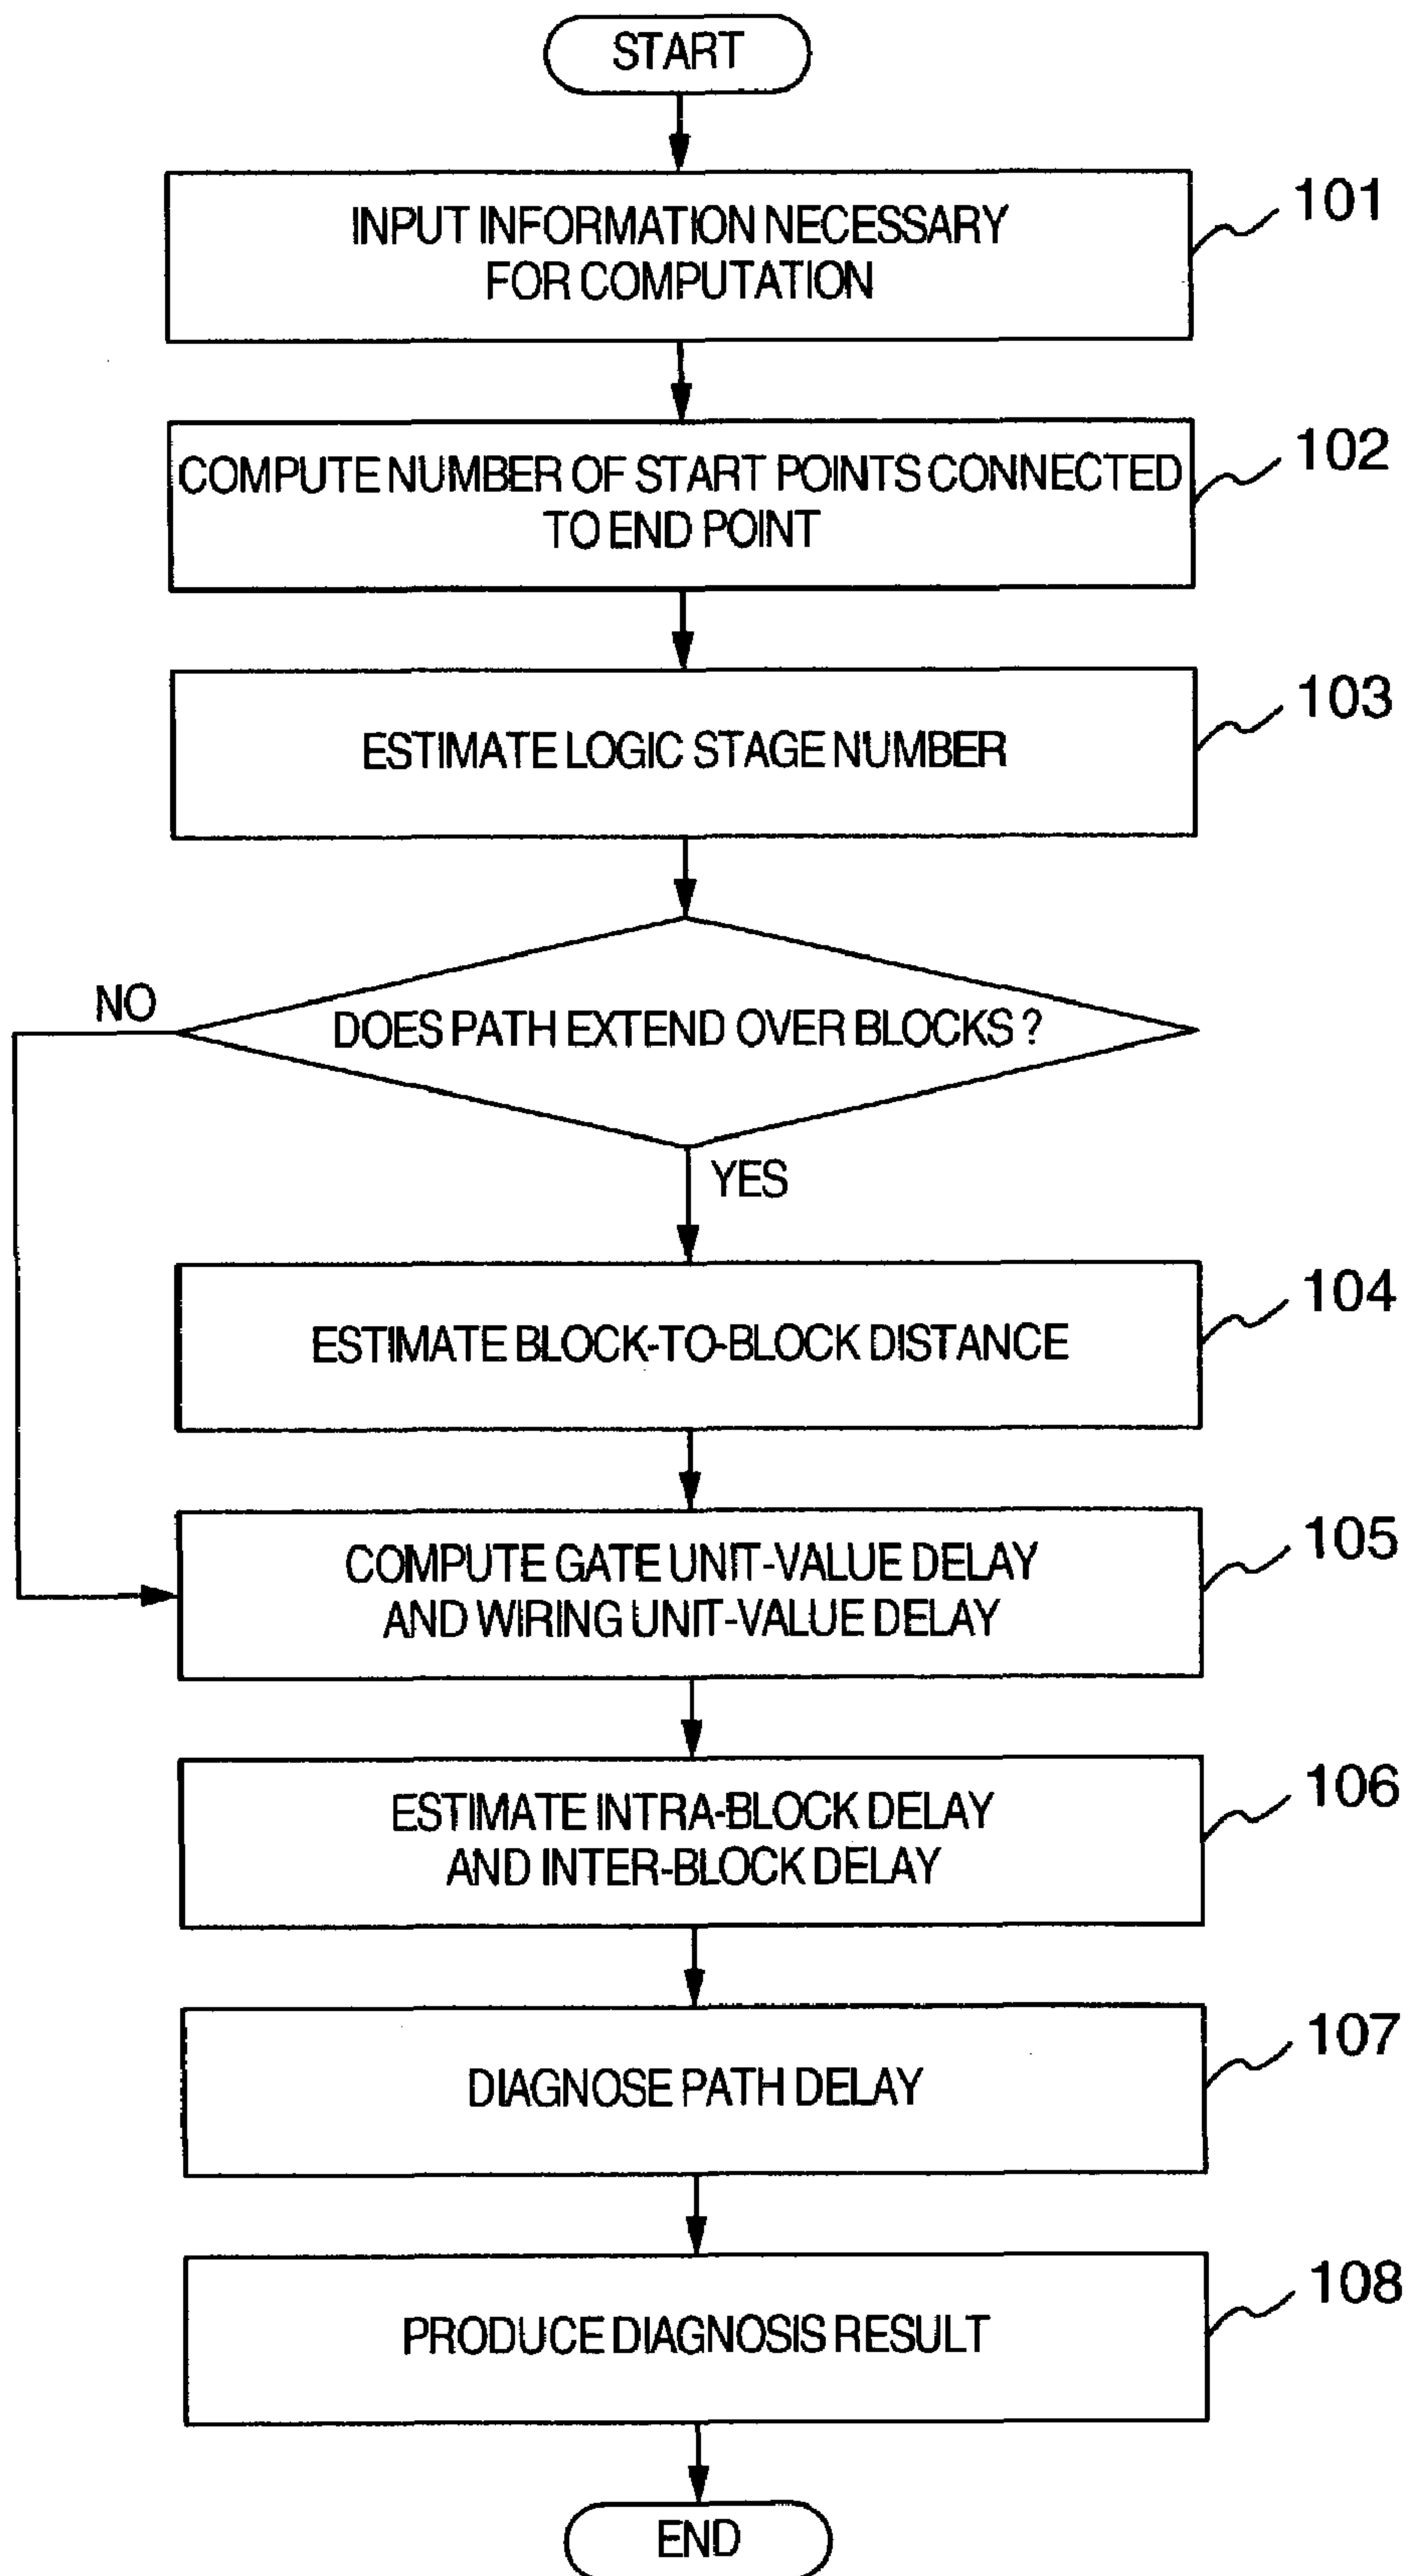 START
INPUT INFORMATION NECESSARY
FOR COMPUTATION
101
COMPUTE NUMBER OF START POINTS CONNECTED
TO END POINT
102
ESTIMATE LOGIC STAGE NUMBER
103
NO
DOES PATH EXTEND OVER BLOCKS ?
YES
ESTIMATE BLOCK-TO-BLOCK DISTANCE
104
COMPUTE GATE UNIT-VALUE DELAY
AND WIRING UNIT-VALUE DELAY
105
ESTIMATE INTRA-BLOCK DELAY
AND INTER-BLOCK DELAY
106
DIAGNOSE PATH DELAY
107
PRODUCE DIAGNOSIS RESULT
108
END